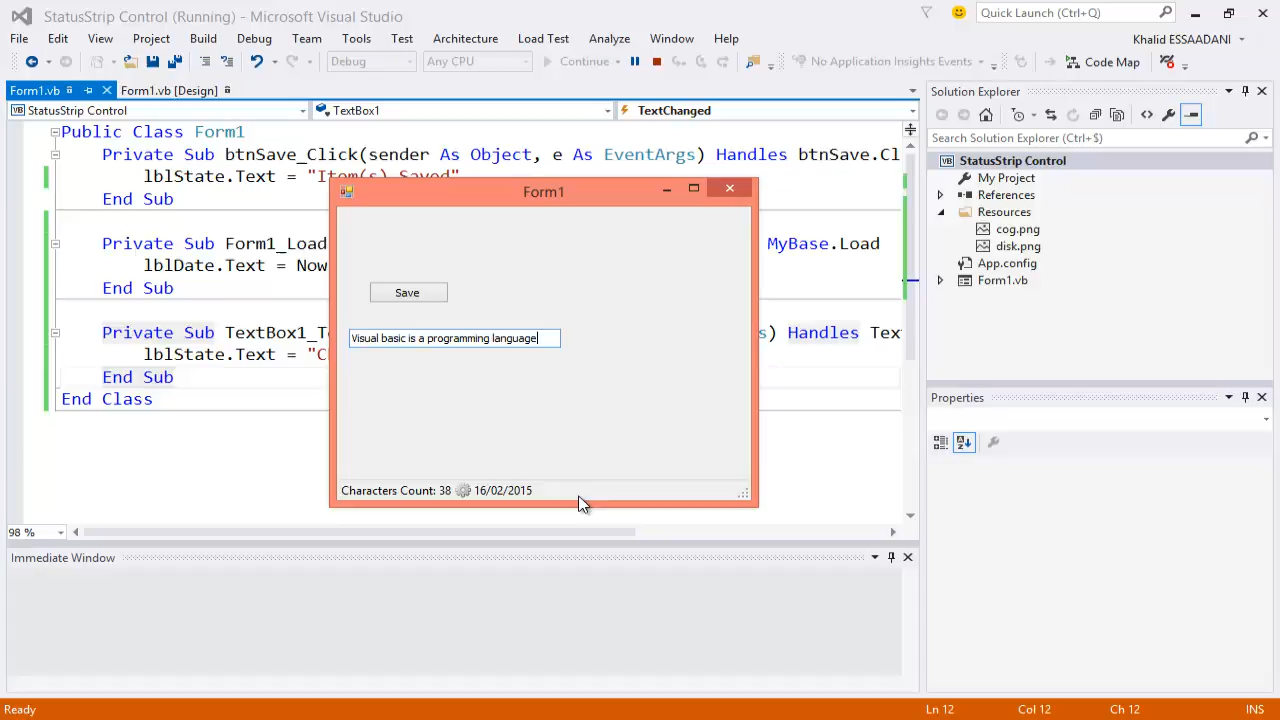 StatusStrip Control (Running) - Microsoft Visual Studio
Quick Launch (Ctrl+Q)
File Edit View Project Build Debug Team Tools Test Architecture Load Test Analyze Window Help
Khalid ESSAADANI
Debug Any CPU Continue No Application Insights Events Code Map
Form1.vb Form1.vb [Design]
StatusStrip Control TextBox1 TextChanged
Public Class Form1
Private Sub btnSave_Click(sender As Object, e As EventArgs) Handles btnSave.Cl
lblState.Text = "Item(s) Saved"
End Sub
Private Sub Form1_Load MyBase.Load
lblDate.Text = Now
End Sub
Private Sub TextBox1_T s) Handles Text
lblState.Text = "C
End Sub
End Class
Form1
Save
Visual basic is a programming language
Characters Count: 38 16/02/2015
98 %
Immediate Window
Solution Explorer
Search Solution Explorer (Ctrl+$)
StatusStrip Control
My Project
References
Resources
cog.png
disk.png
App.config
Form1.vb
Properties
Ready Ln 12 Col 12 Ch 12 INS